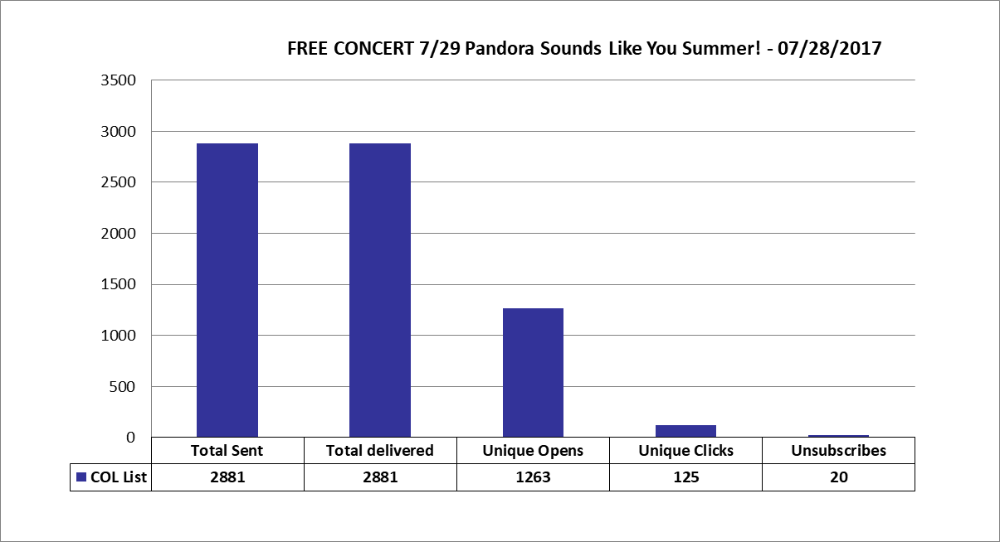 FREE CONCERT 7/29 Pandora Sounds Like You Summer! - 07/28/2017
3500
3000
2500
2000
1500
1000
500
0
Total Sent Total delivered Unique Opens Unique Clicks Unsubscribes
COL List 2881 2881 1263 125 20